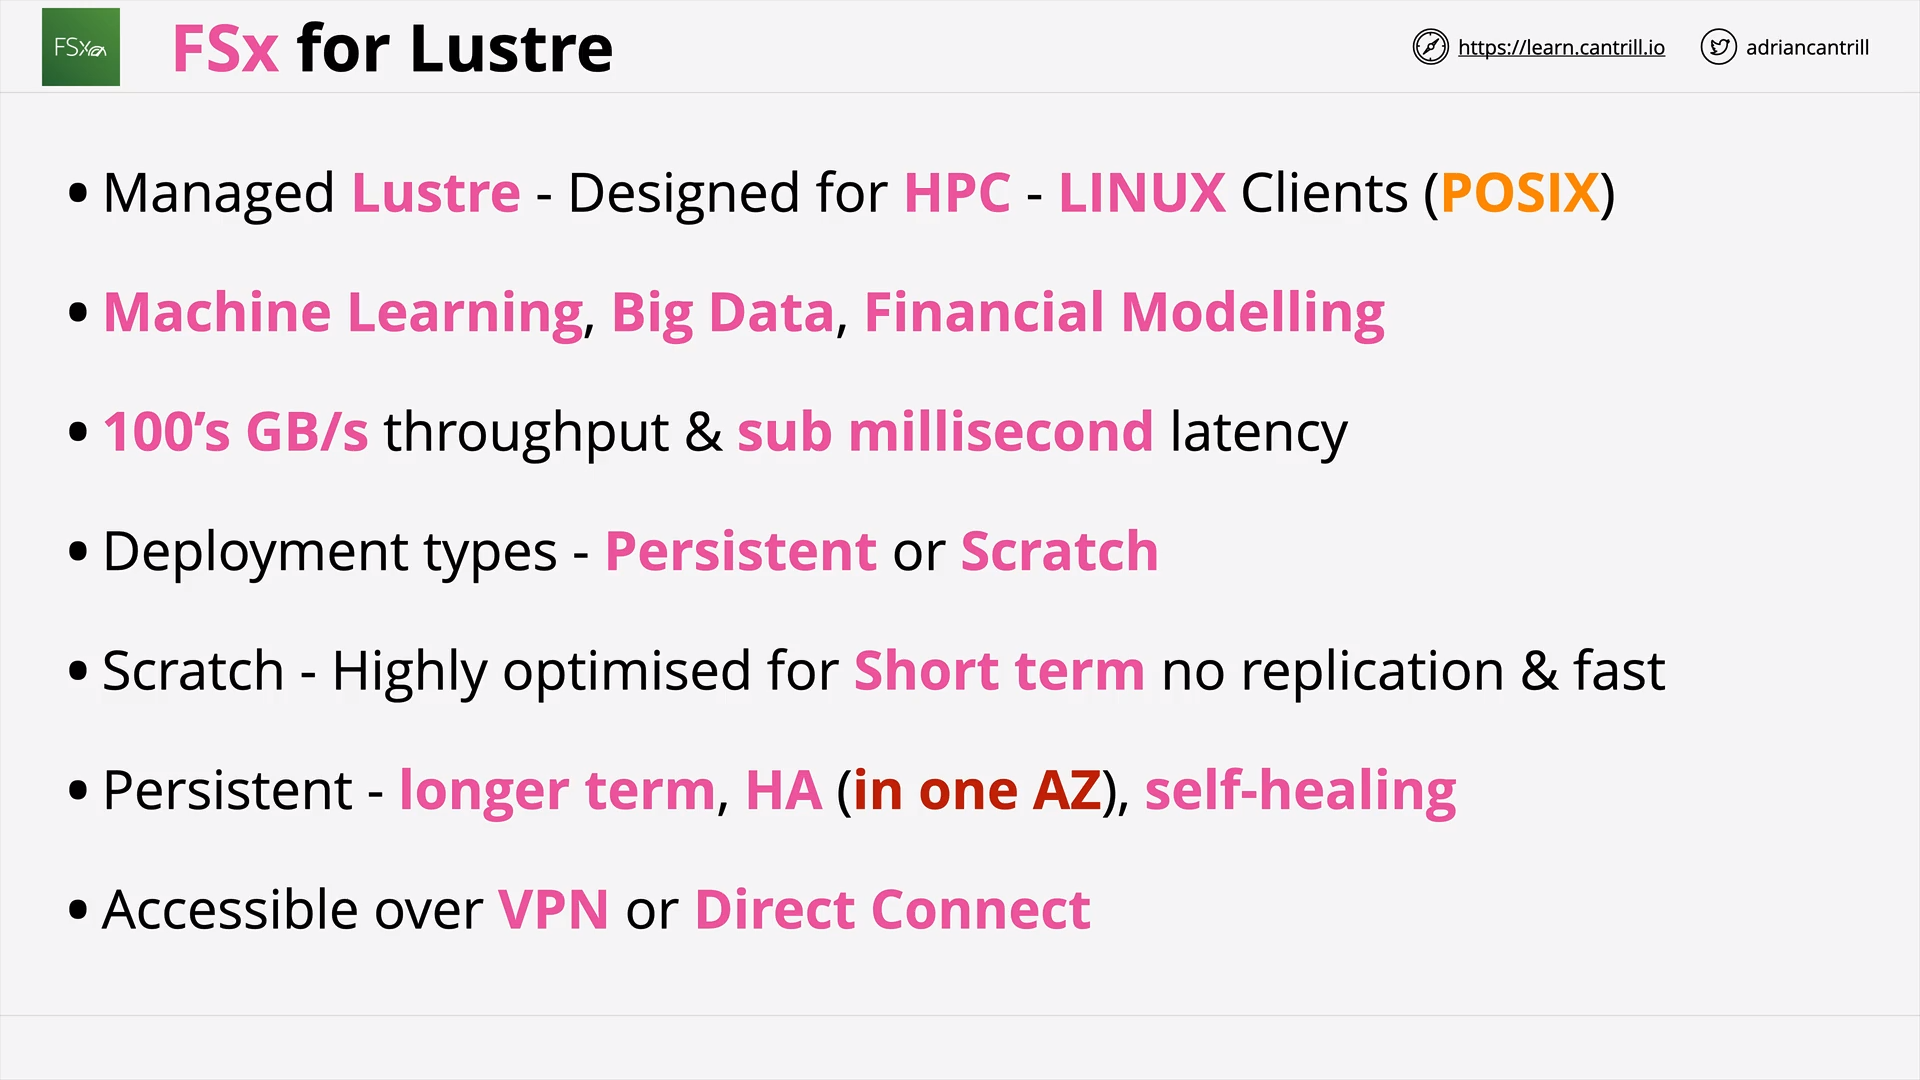 FSx
FSx for Lustre
https://learn.cantrill.io
adriancantrill
• Managed Lustre - Designed for HPC - LINUX Clients (POSIX)
• Machine Learning, Big Data, Financial Modelling
• 100’s GB/s throughput & sub millisecond latency
• Deployment types - Persistent or Scratch
• Scratch - Highly optimised for Short term no replication & fast
• Persistent - longer term, HA (in one AZ), self-healing
• Accessible over VPN or Direct Connect